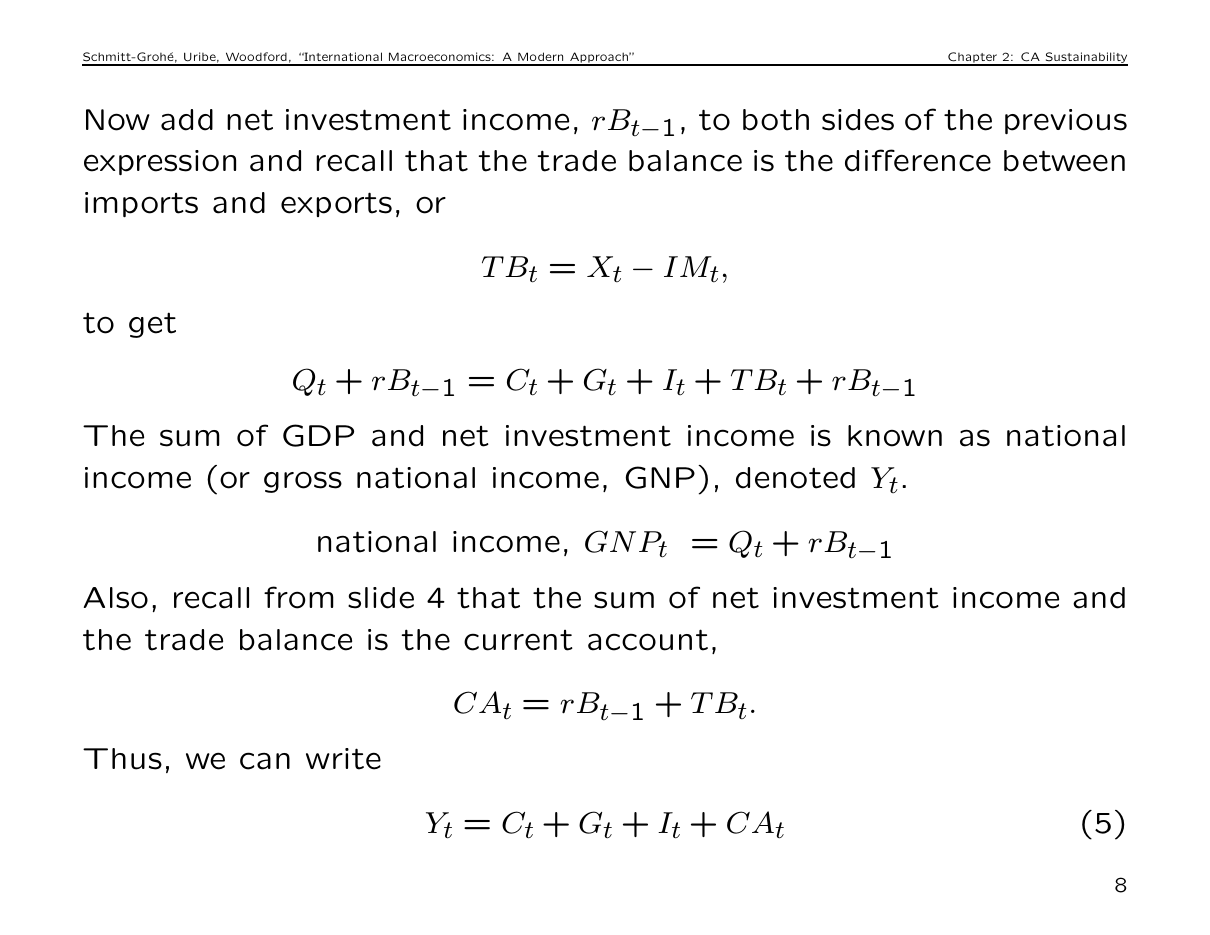 Schmitt-Grohé, Uribe, Woodford, “International Macroeconomics: A Modern Approach” Chapter 2: CA Sustainability
Now add net investment income, $rB_{t-1}$, to both sides of the previous
expression and recall that the trade balance is the difference between
imports and exports, or
$TB_t = X_t - IM_t,$
to get
$Q_t + rB_{t-1} = C_t + G_t + I_t + TB_t + rB_{t-1}$
The sum of GDP and net investment income is known as national
income (or gross national income, GNP), denoted $Y_t$.
national income, $GNP_t = Q_t + rB_{t-1}$
Also, recall from slide 4 that the sum of net investment income and
the trade balance is the current account,
$CA_t = rB_{t-1} + TB_t.$
Thus, we can write
$Y_t = C_t + G_t + I_t + CA_t$ (5)
8